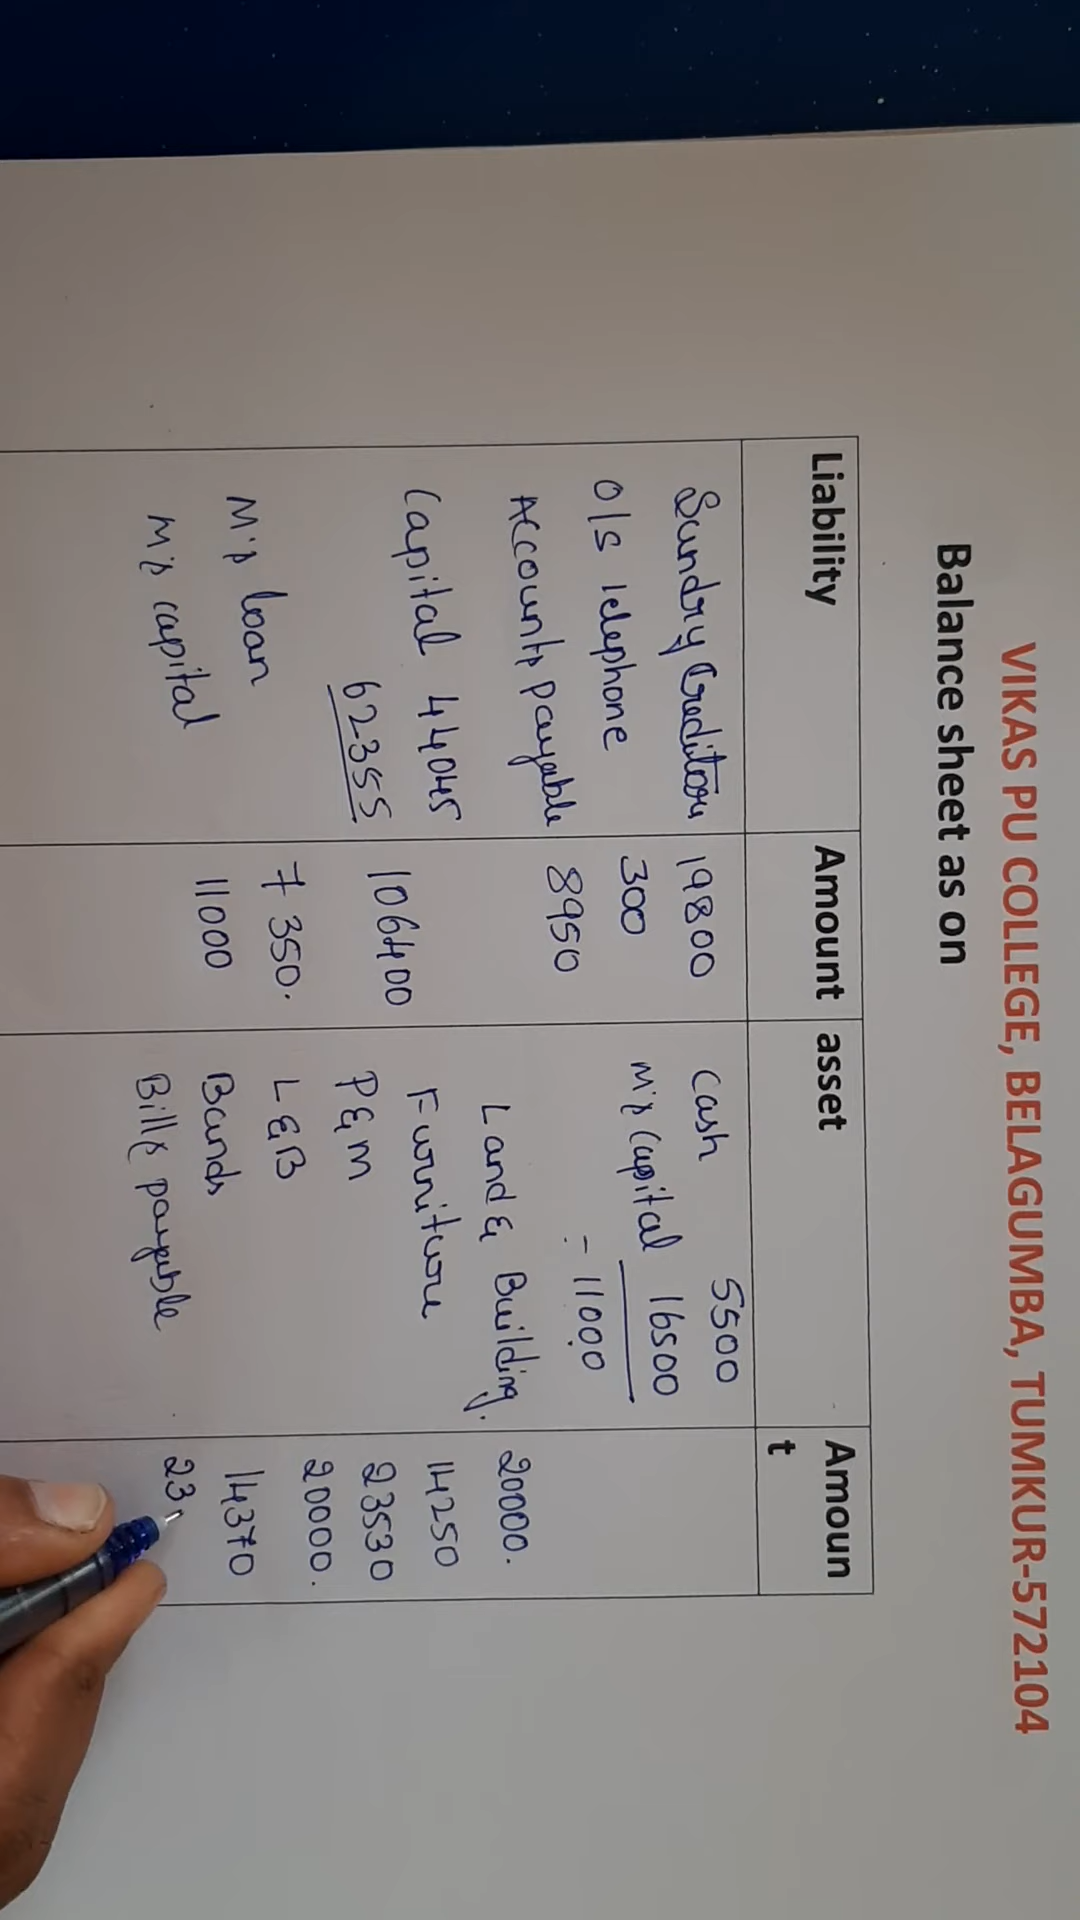 VIKAS PU COLLEGE, BELAGUMBA, TUMKUR-572104
Balance sheet as on
Liability Amount asset Amoun
t
Sundry Creditors 19800 Cash 5500
O/S telephone 300 M's Capital 16500
Accounts payable 8950 = 11000
Land & Building. 20000.
Capital 44045 Furniture 14250
62355 106400 P&M 23530
M's loan 7350. L&B 20000.
M's capital 11000 Bands 14370
Bills payable 23